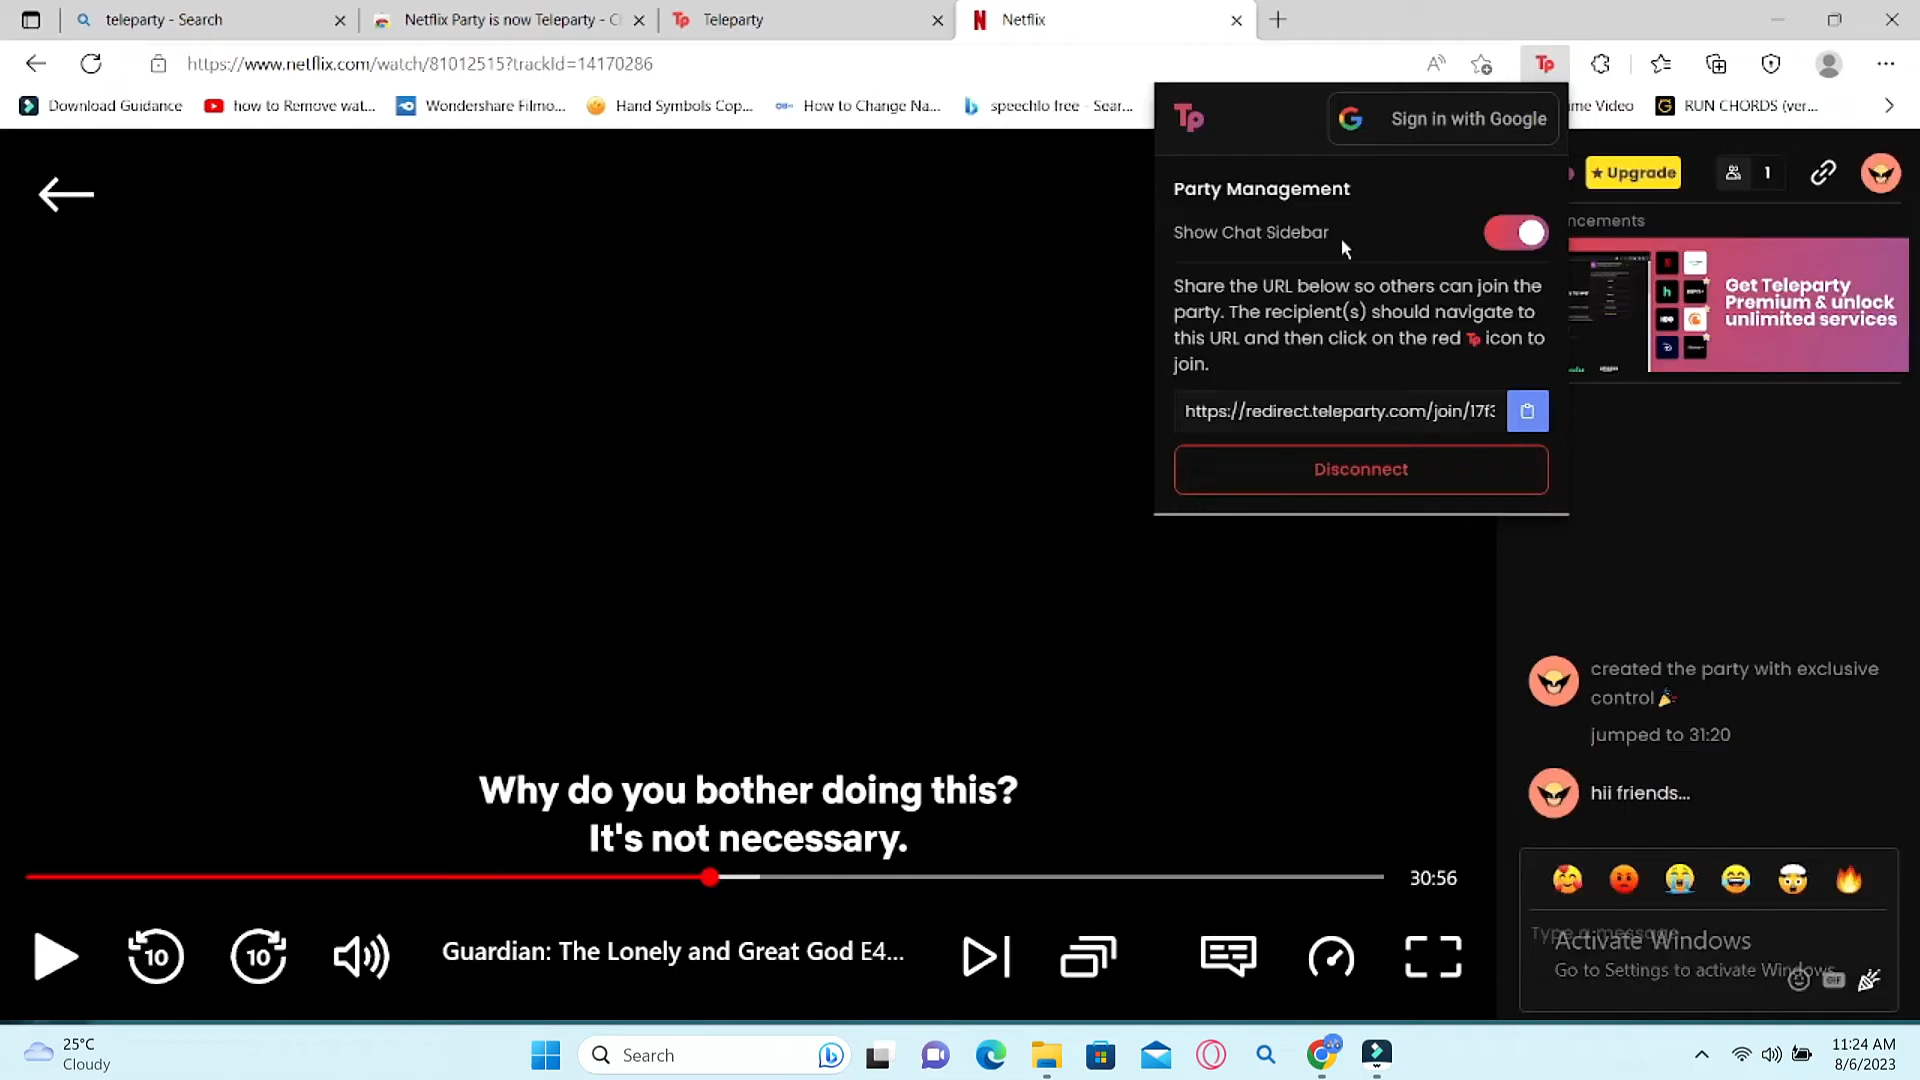 teleparty - Search
Netflix Party is now Teleparty - C
Teleparty
Netflix
https://www.netflix.com/watch/81012515?trackId=14170286
Download Guidance
how to Remove wat...
Wondershare Filmo...
Hand Symbols Cop...
How to Change Na...
speechlo free - Sear...
me Video
RUN CHORDS (ver...
Tp
Sign in with Google
Party Management
Show Chat Sidebar
Share the URL below so others can join the
party. The recipient(s) should navigate to
this URL and then click on the red Tp icon to
join.
https://redirect.teleparty.com/join/17f3
Disconnect
Upgrade
1
ncements
Get Teleparty
Premium & unlock
unlimited services
created the party with exclusive
control
jumped to 31:20
hii friends...
Type a message
Activate Windows
Go to Settings to activate Windows.
GIF
Why do you bother doing this?
It's not necessary.
30:56
10
10
Guardian: The Lonely and Great God E4...
25°C
Cloudy
Search
11:24 AM
8/6/2023